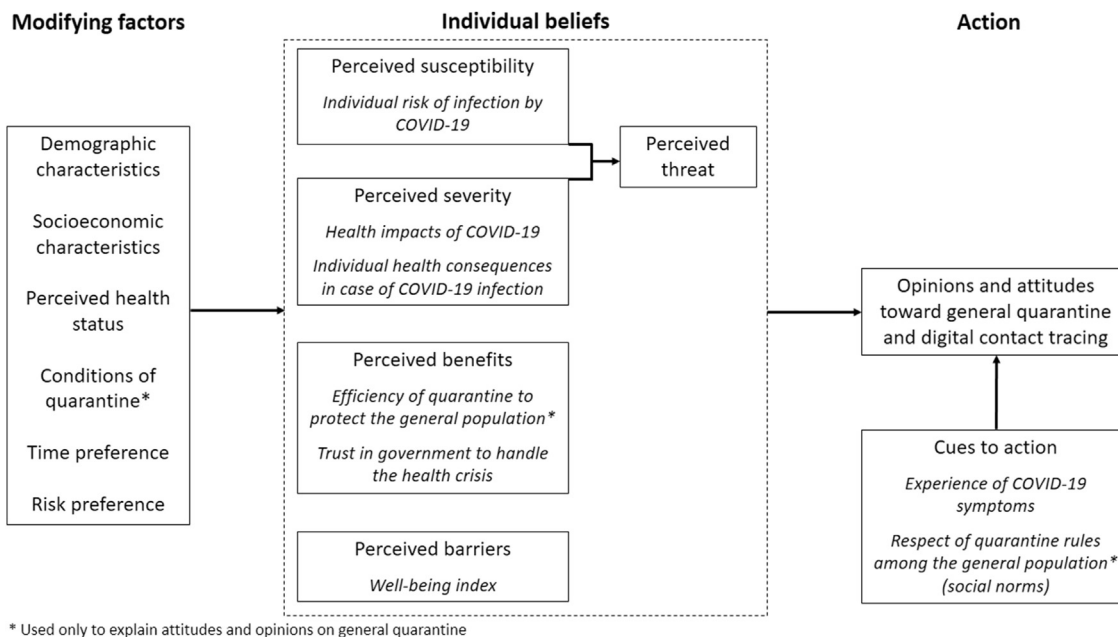 Modifying factors
Individual beliefs
Action
Demographic
characteristics
Socioeconomic
characteristics
Perceived health
status
Conditions of
quarantine*
Time preference
Risk preference
Perceived susceptibility
Individual risk of infection by
COVID-19
Perceived severity
Health impacts of COVID-19
Individual health consequences
in case of COVID-19 infection
Perceived
threat
Perceived benefits
Efficiency of quarantine to
protect the general population*
Trust in government to handle
the health crisis
Perceived barriers
Well-being index
Opinions and attitudes
toward general quarantine
and digital contact tracing
Cues to action
Experience of COVID-19
symptoms
Respect of quarantine rules
among the general population*
(social norms)
* Used only to explain attitudes and opinions on general quarantine